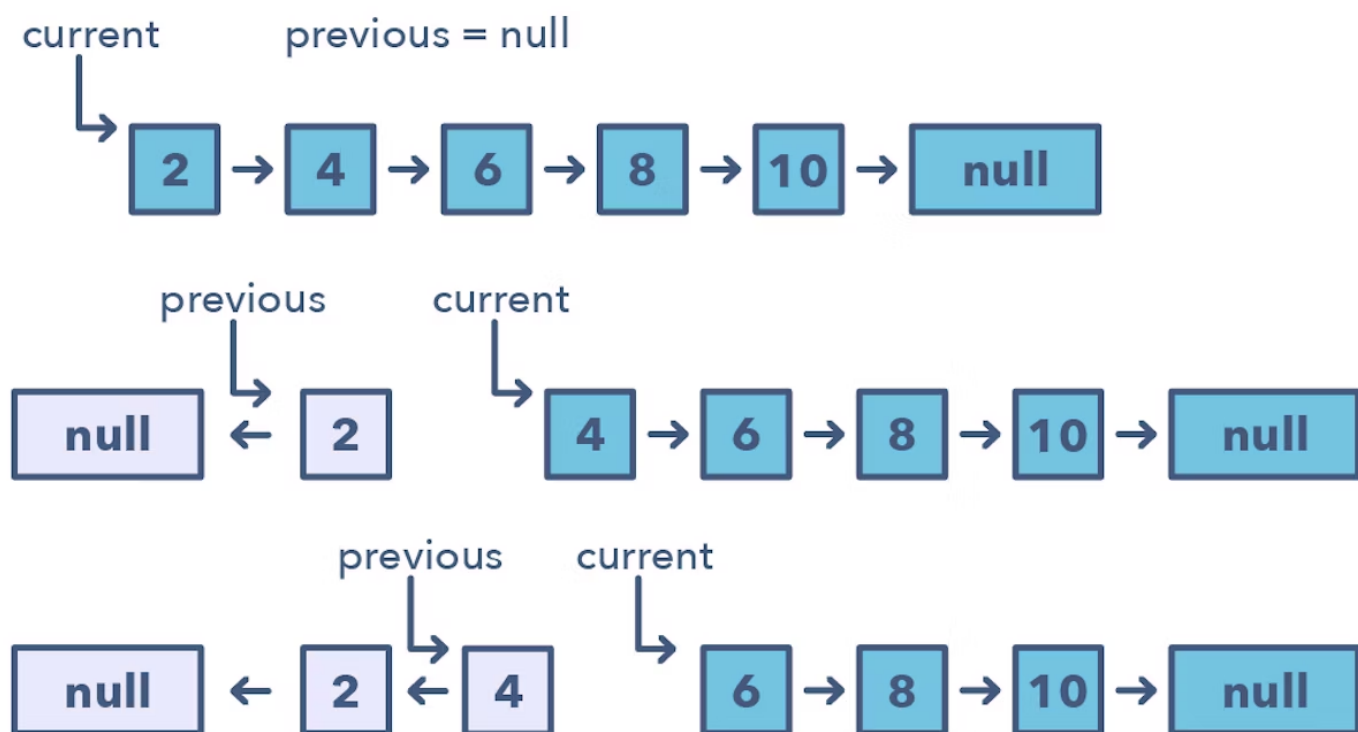 current previous = null
2 → 4 → 6 → 8 → 10 → null
previous current
null ← 2 4 → 6 → 8 → 10 → null
previous current
null ← 2 ← 4 6 → 8 → 10 → null